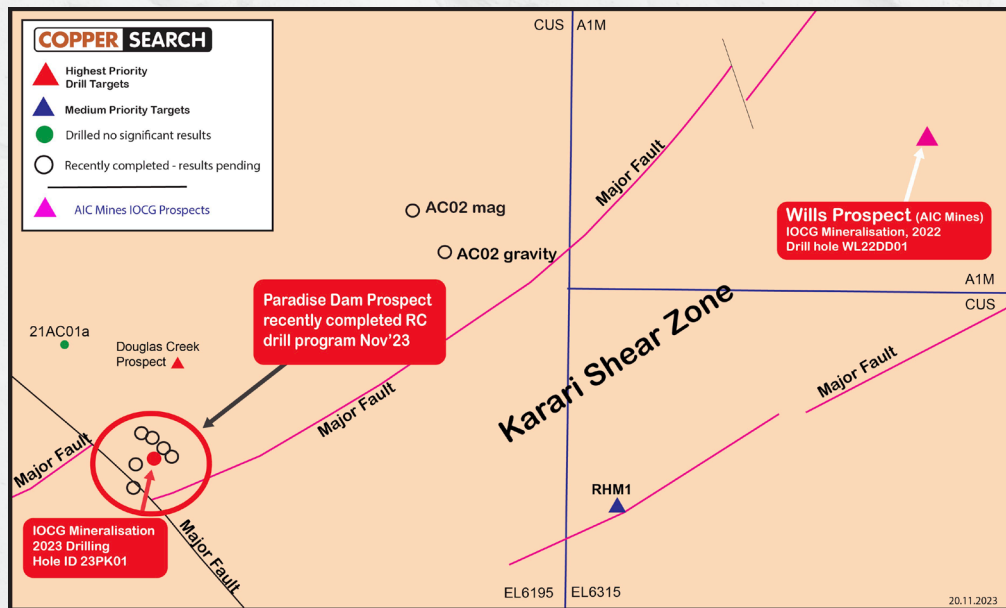 COPPER SEARCH
Highest Priority
Drill Targets
Medium Priority Targets
Drilled no significant results
Recently completed - results pending
AIC Mines IOCG Prospects
CUS A1M
Major Fault
Wills Prospect (AIC Mines)
IOCG Mineralisation, 2022
Drill hole WL22DD01
AC02 mag
AC02 gravity
A1M
CUS
Paradise Dam Prospect
recently completed RC
drill program Nov'23
21AC01a
Douglas Creek
Prospect
Karari Shear Zone
Major Fault
Major Fault
Major Fault
RHM1
IOCG Mineralisation
2023 Drilling
Hole ID 23PK01
Major Fault
EL6195 EL6315
20.11.2023